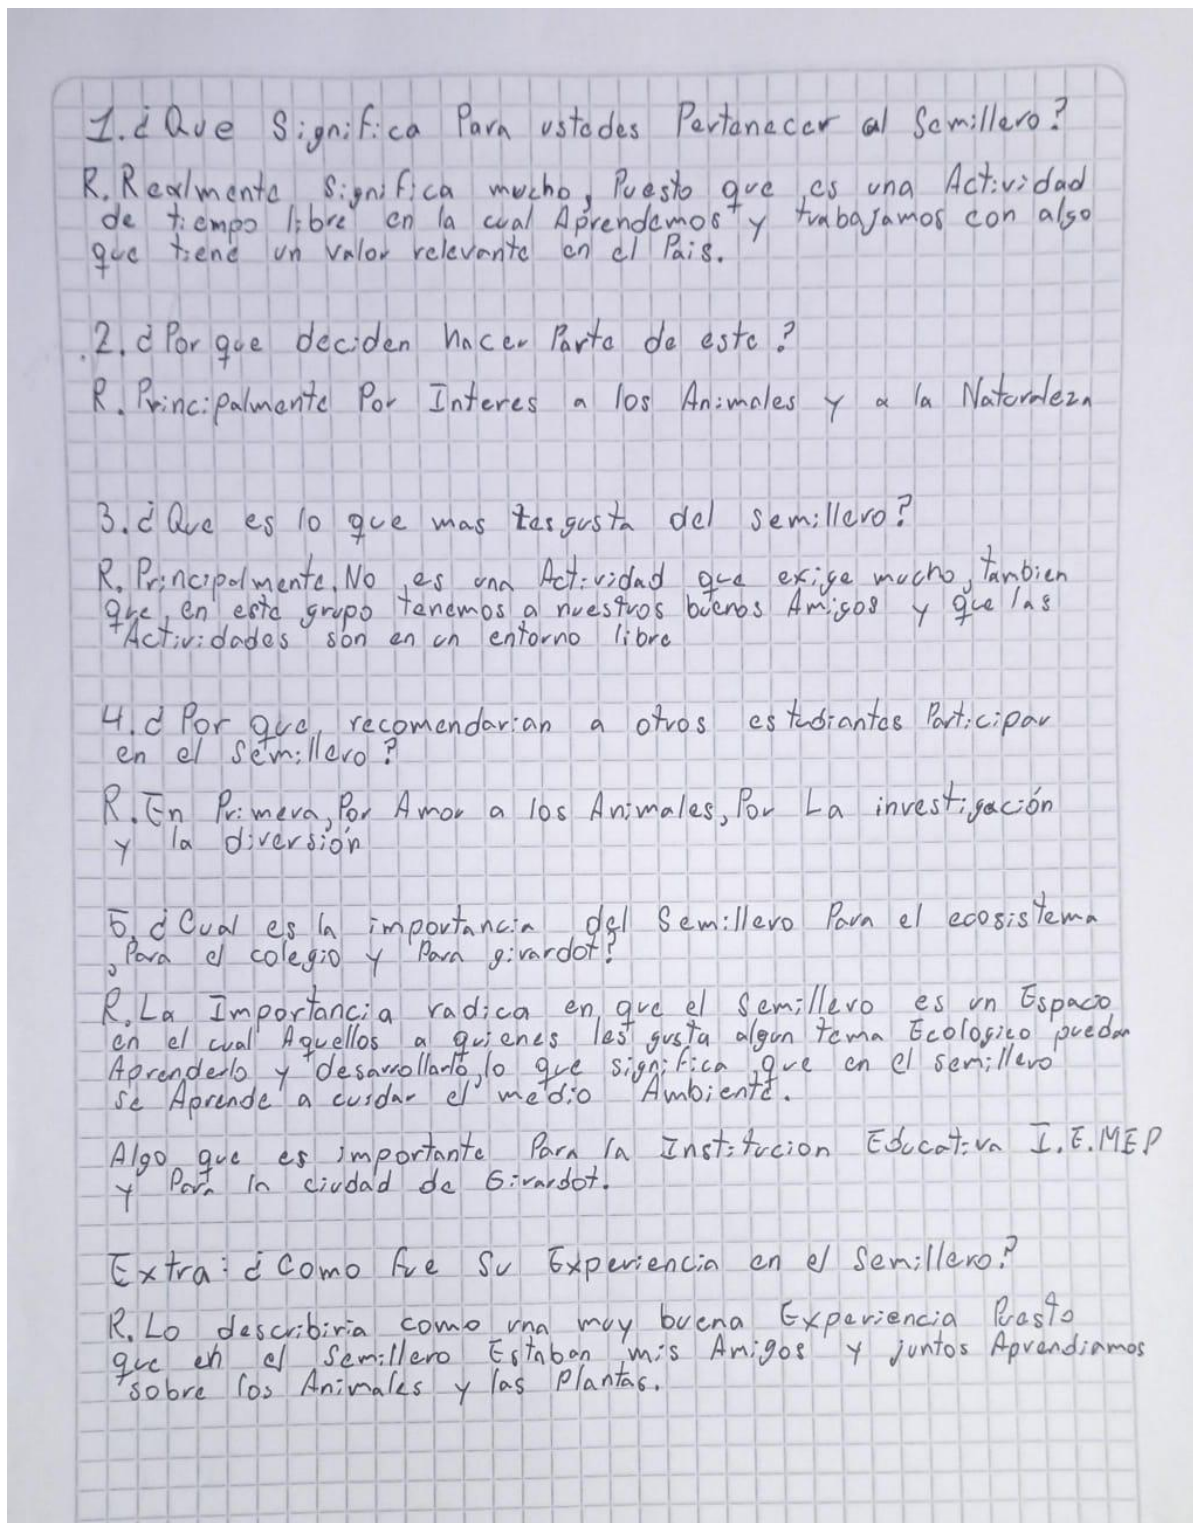 1. ¿Que Significa Para ustedes Pertenecer al Semillero?
R. Realmente Significa mucho, Puesto que es una Actividad
de tiempo libre en la cual Aprendemos y trabajamos con algo
que tiene un valor relevante en el Pais.
2. ¿Por que deciden hacer Parte de este?
R. Principalmente Por Interes a los Animales y a la Naturaleza
3. ¿Que es lo que mas les gusta del semillero?
R. Principalmente, No es una Actividad que exige mucho, tambien
que en este grupo tenemos a nuestros buenos Amigos y que las
Actividades son en un entorno libre
4. ¿Por que recomendarian a otros estudiantes Participar
en el Semillero?
R. En Primera, Por Amor a los Animales, Por La investigación
y la diversión
5. ¿Cual es la importancia del Semillero Para el ecosistema
, Para el colegio y Para girardot?
R. La Importancia radica en que el Semillero es un Espacio
en el cual Aquellos a quienes les gusta algun tema Ecologico puedan
Aprenderlo y desarrollarlo, lo que significa que en el semillero
se Aprende a cuidar el medio Ambiente.
Algo que es importante Para la Institucion Educativa I.E.MEP
y Para la ciudad de Girardot.
Extra: ¿Como fue Su Experiencia en el Semillero?
R. Lo describiria como una muy buena Experiencia Puesto
que en el Semillero Estaban mis Amigos y juntos Aprendiamos
sobre los Animales y las Plantas.